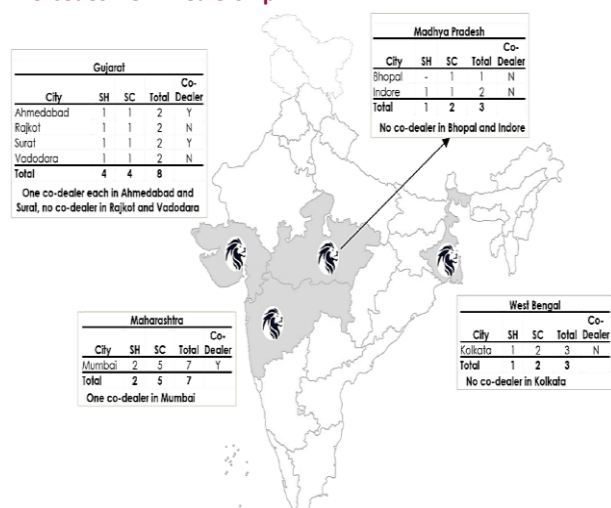 Gujarat
City SH SC Total Co-Dealer
Ahmedabad 1 1 2 Y
Rajkot 1 1 2 N
Surat 1 1 2 Y
Vadodara 1 1 2 N
Total 4 4 8
One co-dealer each in Ahmedabad and
Surat, no co-dealer in Rajkot and Vadodara
Madhya Pradesh
City SH SC Total Co-Dealer
Bhopal - 1 1 N
Indore 1 1 2 N
Total 1 2 3
No co-dealer in Bhopal and Indore
Maharashtra
City SH SC Total Co-Dealer
Mumbai 2 5 7 Y
Total 2 5 7
One co-dealer in Mumbai
West Bengal
City SH SC Total Co-Dealer
Kolkata 1 2 3 N
Total 1 2 3
No co-dealer in Kolkata